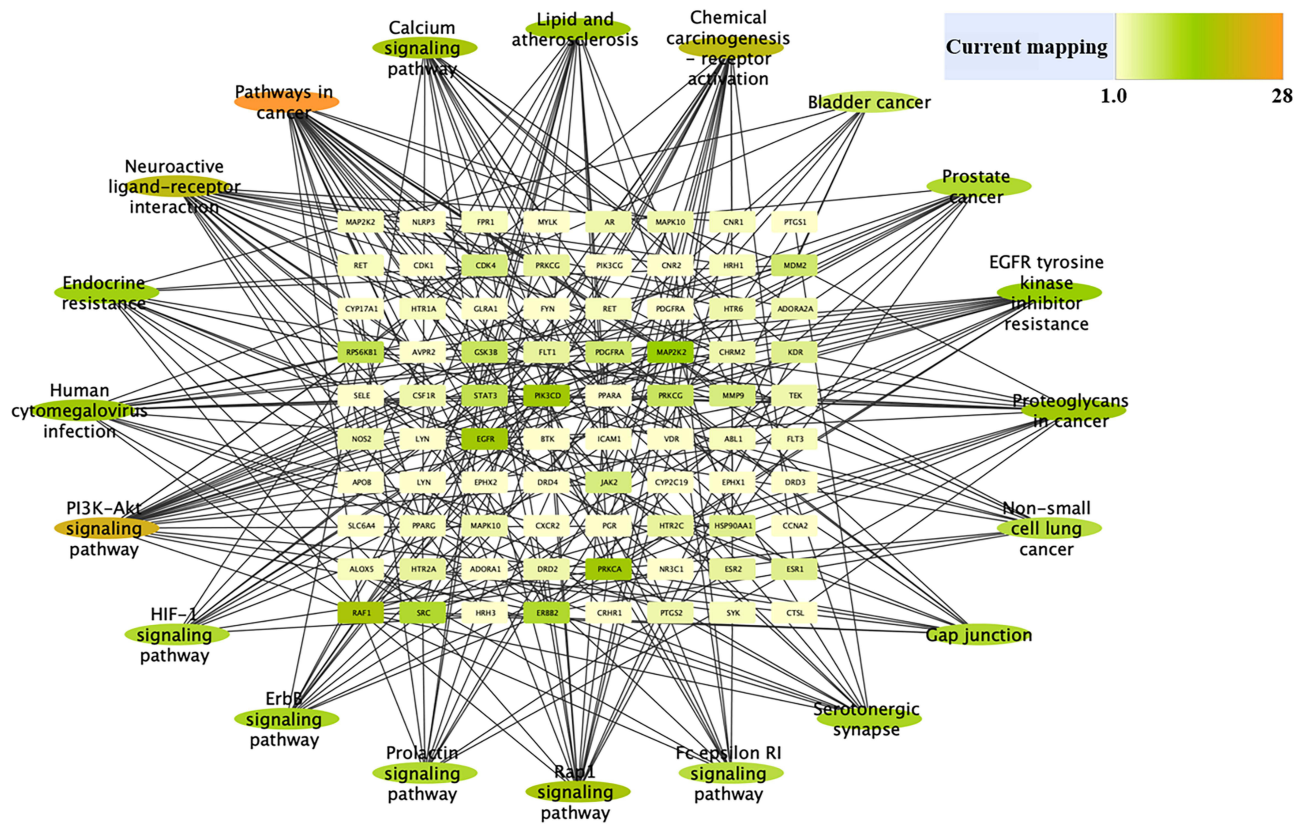 Calcium
signaling
pathway
Lipid and
atherosclerosis
Chemical
carcinogenesis
– receptor
activation
Current mapping
1.0
28
Pathways in
cancer
Bladder cancer
Neuroactive
ligand–receptor
interaction
Prostate
cancer
Endocrine
resistance
EGFR tyrosine
kinase
inhibitor
resistance
Human
cytomegalovirus
infection
Proteoglycans
in cancer
PI3K–Akt
signaling
pathway
Non–small
cell lung
cancer
HIF–1
signaling
pathway
Gap junction
ErbB
signaling
pathway
Serotonergic
synapse
Prolactin
signaling
pathway
Rap1
signaling
pathway
Fc epsilon RI
signaling
pathway
MAP2K2 NLRP3 FPR1 MYLK AR MAPK10 CNR1 PTGS1
RET CDK1 CDK4 PRKCG PIK3CG CNR2 HRH1 MDM2
CYP17A1 HTR1A GLRA1 FYN RET PDGFRA HTR6 ADORA2A
RPS6KB1 AVPR2 GSK3B FLT1 PDGFRA MAP2K2 CHRM2 KDR
SELE CSF1R STAT3 PIK3CD PPARA PRKCG MMP9 TEK
NOS2 LYN EGFR BTK ICAM1 VDR ABL1 FLT3
APOB LYN EPHX2 DRD4 JAK2 CYP2C19 EPHX1 DRD3
SLC6A4 PPARG MAPK10 CXCR2 PGR HTR2C HSP90AA1 CCNA2
ALOX5 HTR2A ADORA1 DRD2 PRKCA NR3C1 ESR2 ESR1
RAF1 SRC HRH3 ERBB2 CRHR1 PTGS2 SYK CTSL